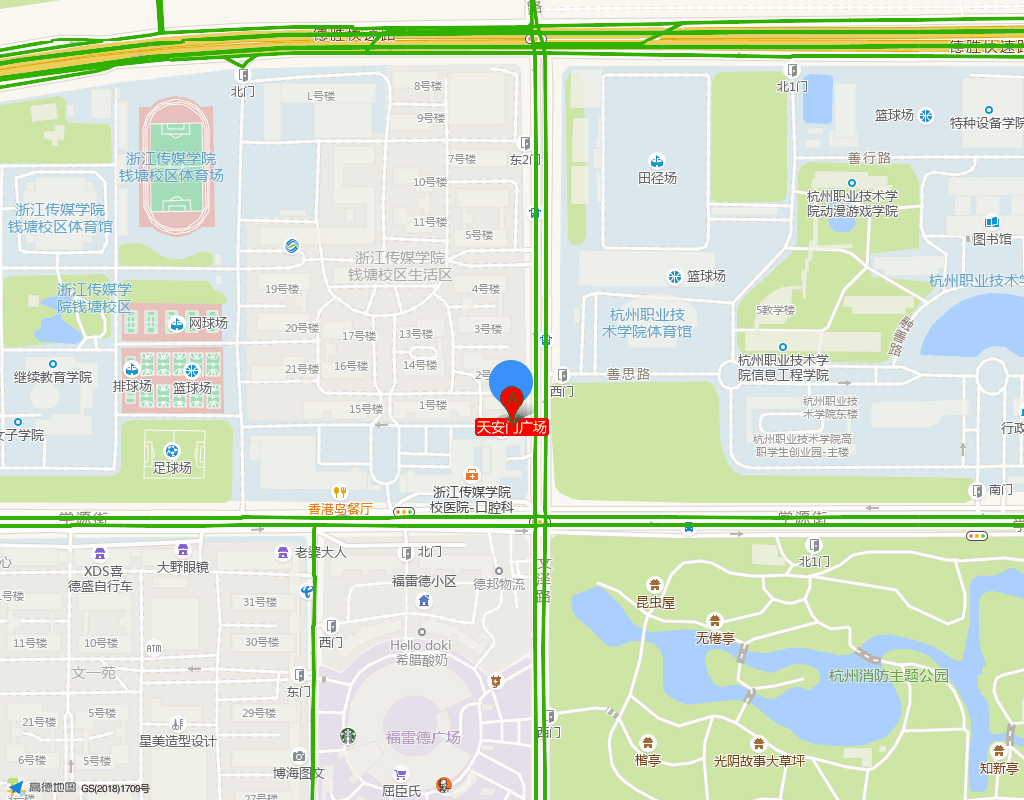 路
德胜快速路
德胜快速路
北门
L号楼
8号楼
9号楼
北1门
篮球场
特种设备学院
浙江传媒学院
钱塘校区体育场
7号楼
东2门
田径场
善行路
10号楼
杭州职业技术学
院动漫游戏学院
浙江传媒学院
钱塘校区体育馆
11号楼
5号楼
图书馆
浙江传媒学院
钱塘校区生活区
篮球场
杭州职业技术学
浙江传媒学
院钱塘校区
19号楼
4号楼
5教学楼
杭州职业技
术学院体育馆
网球场
20号楼
17号楼
13号楼
3号楼
善思路
杭州职业技术学
院信息工程学院
继续教育学院
排球场
篮球场
21号楼
16号楼
14号楼
西门
15号楼
1号楼
杭州职业技
术学院东楼
天安门广场
女子学院
行政
杭州职业技术学院高
职学生创业园-主楼
足球场
浙江传媒学院
校医院-口腔科
香港岛餐厅
南门
学源街
学源街
心
XDS喜
德盛自行车
大野眼镜
老婆大人
北门
福雷德小区
德邦物流
文泽路
北1门
昆虫屋
31号楼
11号楼
10号楼
30号楼
ATM
西门
Hello doki
希腊酸奶
无倦亭
文一苑
东门
杭州消防主题公园
5号楼
29号楼
21号楼
星美造型设计
福雷德广场
西门
6号楼
5号楼
博海图文
屈臣氏
楷亭
光阴故事大草坪
知新亭
高德地图 GS(2018)1709号
27号楼